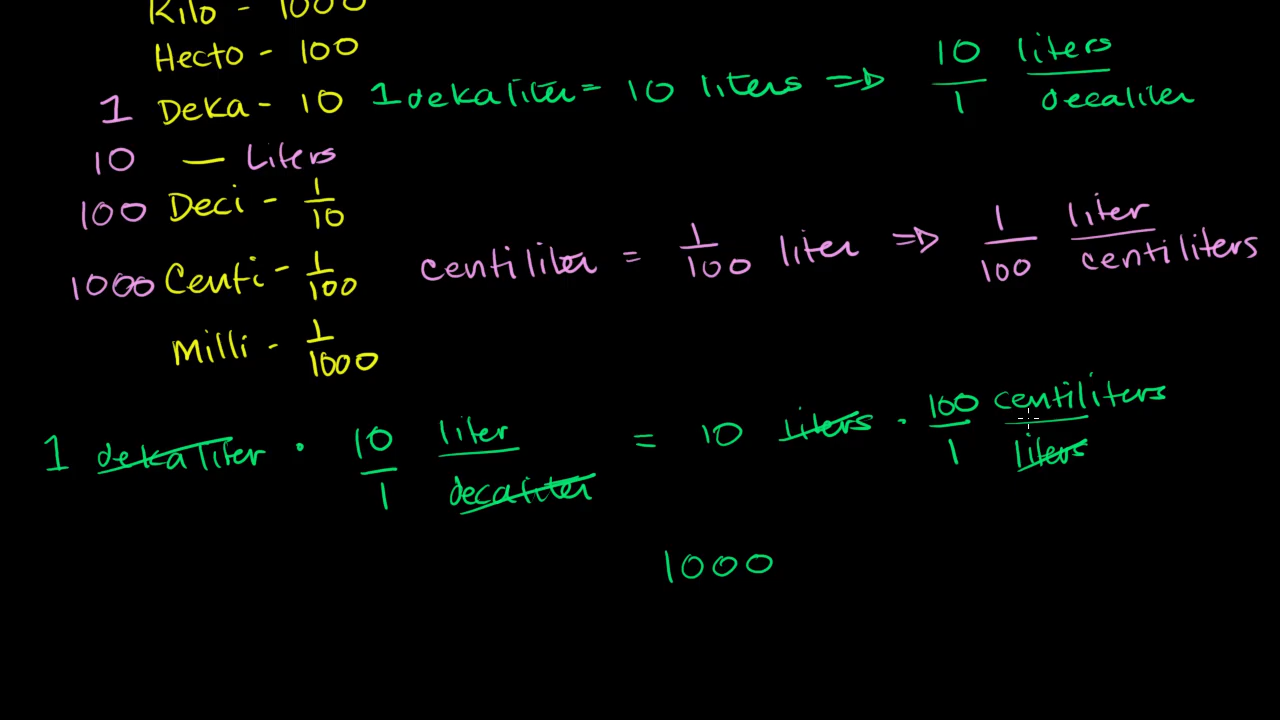 Kilo - 1000
Hecto - 100
1 Deka - 10
1 dekaliter = 10 liters ⇒ 10/1 liters/decaliter
10 — Liters
100 Deci - 1/10
centiliter = 1/100 liter ⇒ 1/100 liter/centiliters
1000 Centi - 1/100
Milli - 1/1000
1 dekaliter · 10/1 liter/decaliter = 10 liters · 100/1 centiliters/liters
1000